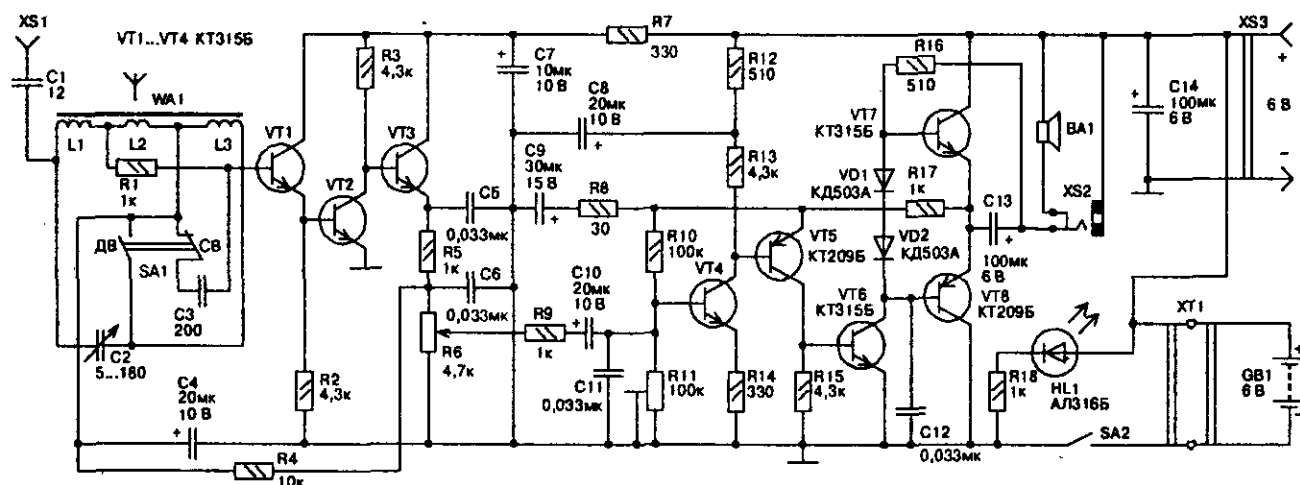 XS1
VT1...VT4 КТ315Б
C1
12
WA1
L1
L2
L3
R1
1к
ДВ
СВ
SA1
C3
200
C2
5...180
C4
20мк
10 В
R4
10к
VT1
R2
4,3к
VT2
R3
4,3к
VT3
C5
0,033мк
R5
1к
C6
0,033мк
R6
4,7к
C7
10мк
10 В
C8
20мк
10 В
C9
30мк
15 В
R8
30
R7
330
C10
20мк
10 В
R9
1к
C11
0,033мк
R10
100к
R11
100к
VT4
R12
510
R13
4,3к
R14
330
VT5
КТ209Б
R15
4,3к
VT6
КТ315Б
R16
510
VT7
КТ315Б
VD1
КД503А
VD2
КД503А
R17
1к
C13
100мк
6 В
VT8
КТ209Б
C12
0,033мк
BA1
XS2
C14
100мк
6 В
XS3
+
6 В
−
R18
1к
HL1
АЛ316Б
SA2
XT1
GB1
6 В